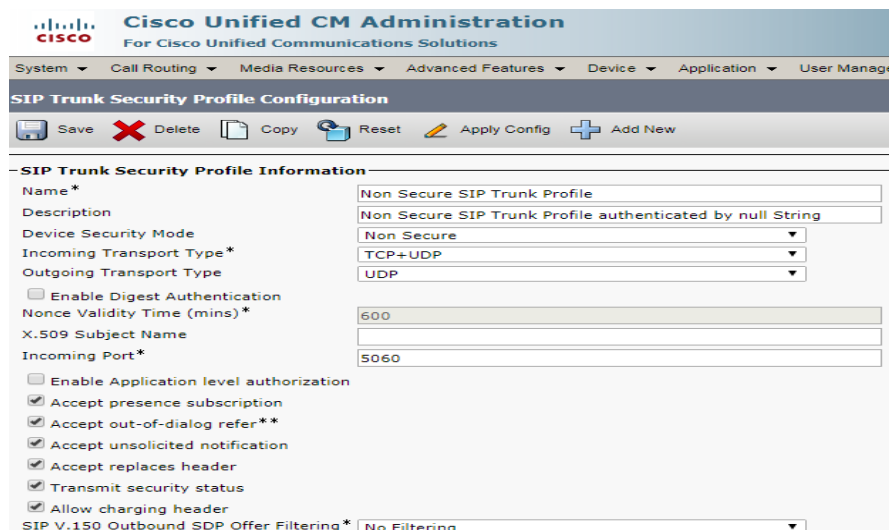 cisco
Cisco Unified CM Administration
For Cisco Unified Communications Solutions
System Call Routing Media Resources Advanced Features Device Application User Manage
SIP Trunk Security Profile Configuration
Save Delete Copy Reset Apply Config Add New
SIP Trunk Security Profile Information
Name* Non Secure SIP Trunk Profile
Description Non Secure SIP Trunk Profile authenticated by null String
Device Security Mode Non Secure
Incoming Transport Type* TCP+UDP
Outgoing Transport Type UDP
Enable Digest Authentication
Nonce Validity Time (mins)* 600
X.509 Subject Name
Incoming Port* 5060
Enable Application level authorization
Accept presence subscription
Accept out-of-dialog refer**
Accept unsolicited notification
Accept replaces header
Transmit security status
Allow charging header
SIP V.150 Outbound SDP Offer Filtering* No Filtering